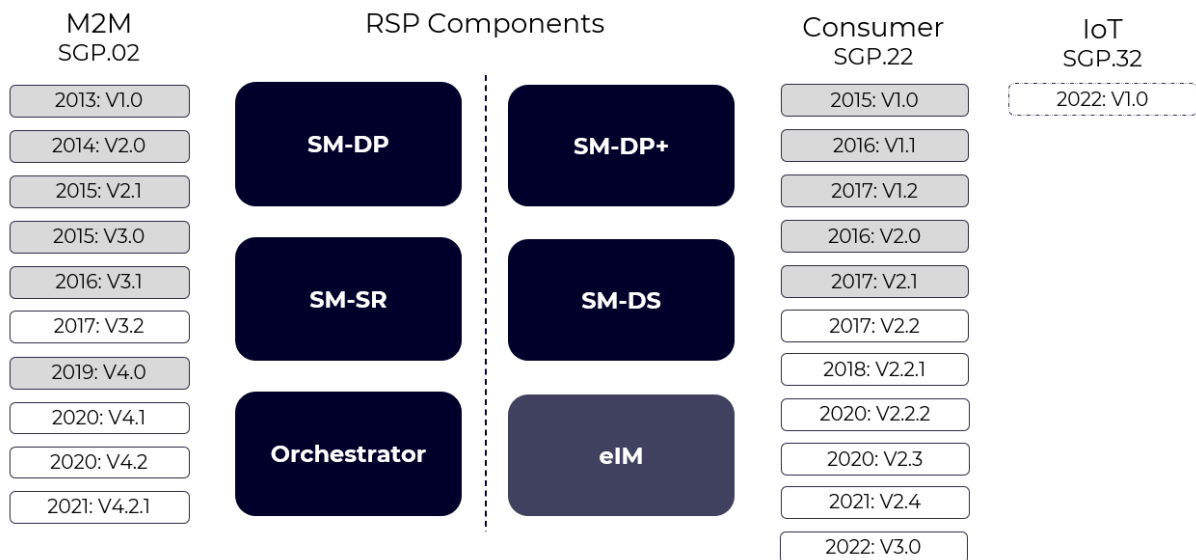 M2M
SGP.02
2013: V1.0
2014: V2.0
2015: V2.1
2015: V3.0
2016: V3.1
2017: V3.2
2019: V4.0
2020: V4.1
2020: V4.2
2021: V4.2.1
RSP Components
SM-DP
SM-DP+
SM-SR
SM-DS
Orchestrator
eIM
Consumer
SGP.22
2015: V1.0
2016: V1.1
2017: V1.2
2016: V2.0
2017: V2.1
2017: V2.2
2018: V2.2.1
2020: V2.2.2
2020: V2.3
2021: V2.4
2022: V3.0
IoT
SGP.32
2022: V1.0